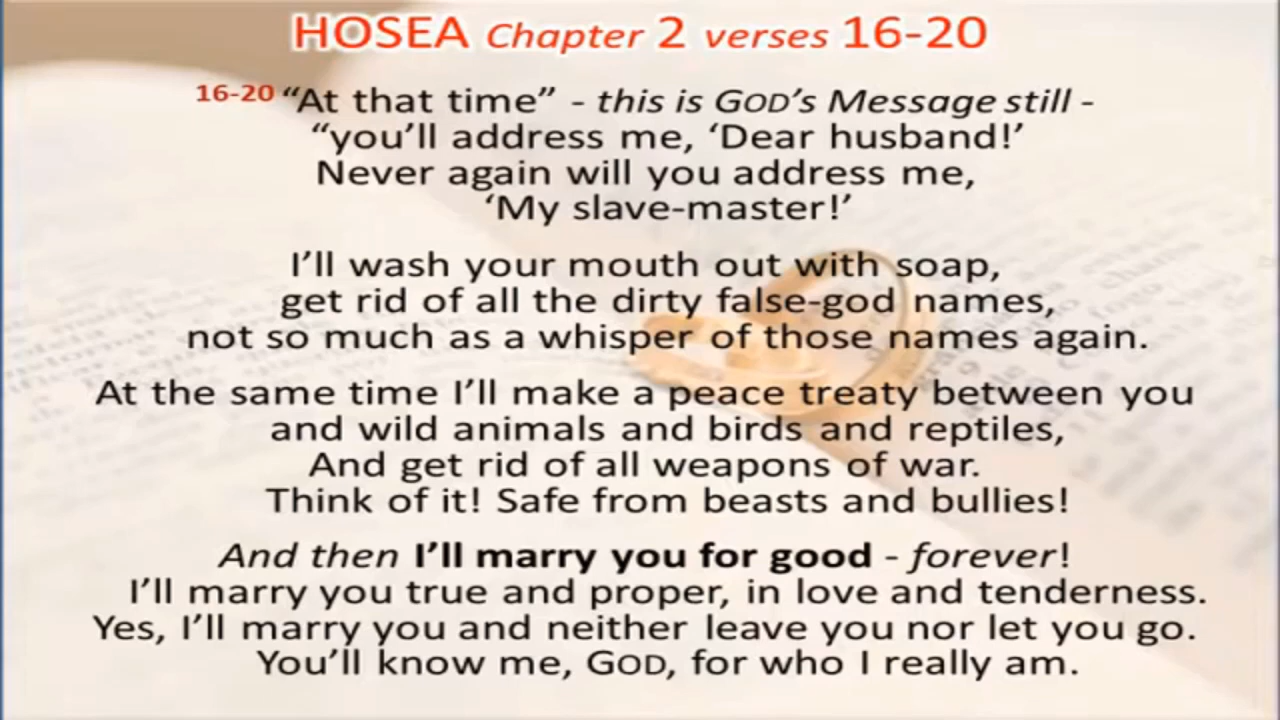 HOSEA Chapter 2 verses 16-20
16-20 “At that time” - this is GOD’s Message still -
“you’ll address me, ‘Dear husband!’
Never again will you address me,
‘My slave-master!’
I’ll wash your mouth out with soap,
get rid of all the dirty false-god names,
not so much as a whisper of those names again.
At the same time I’ll make a peace treaty between you
and wild animals and birds and reptiles,
And get rid of all weapons of war.
Think of it! Safe from beasts and bullies!
And then I’ll marry you for good - forever!
I’ll marry you true and proper, in love and tenderness.
Yes, I’ll marry you and neither leave you nor let you go.
You’ll know me, GOD, for who I really am.